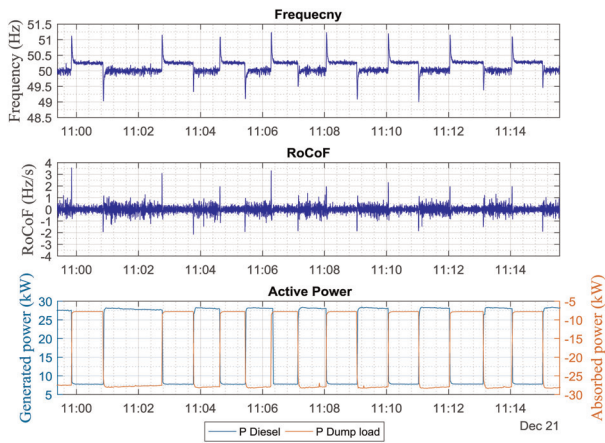 Frequecny
Frequency (Hz)
51.5
51
50.5
50
49.5
49
48.5
11:00 11:02 11:04 11:06 11:08 11:10 11:12 11:14
RoCoF
RoCoF (Hz/s)
4
3
2
1
0
-1
-2
-3
-4
11:00 11:02 11:04 11:06 11:08 11:10 11:12 11:14
Active Power
Generated power (kW)
30
25
20
15
10
5
Absorbed power (kW)
-5
-10
-15
-20
-25
-30
11:00 11:02 11:04 11:06 11:08 11:10 11:12 11:14
Dec 21
P Diesel P Dump load